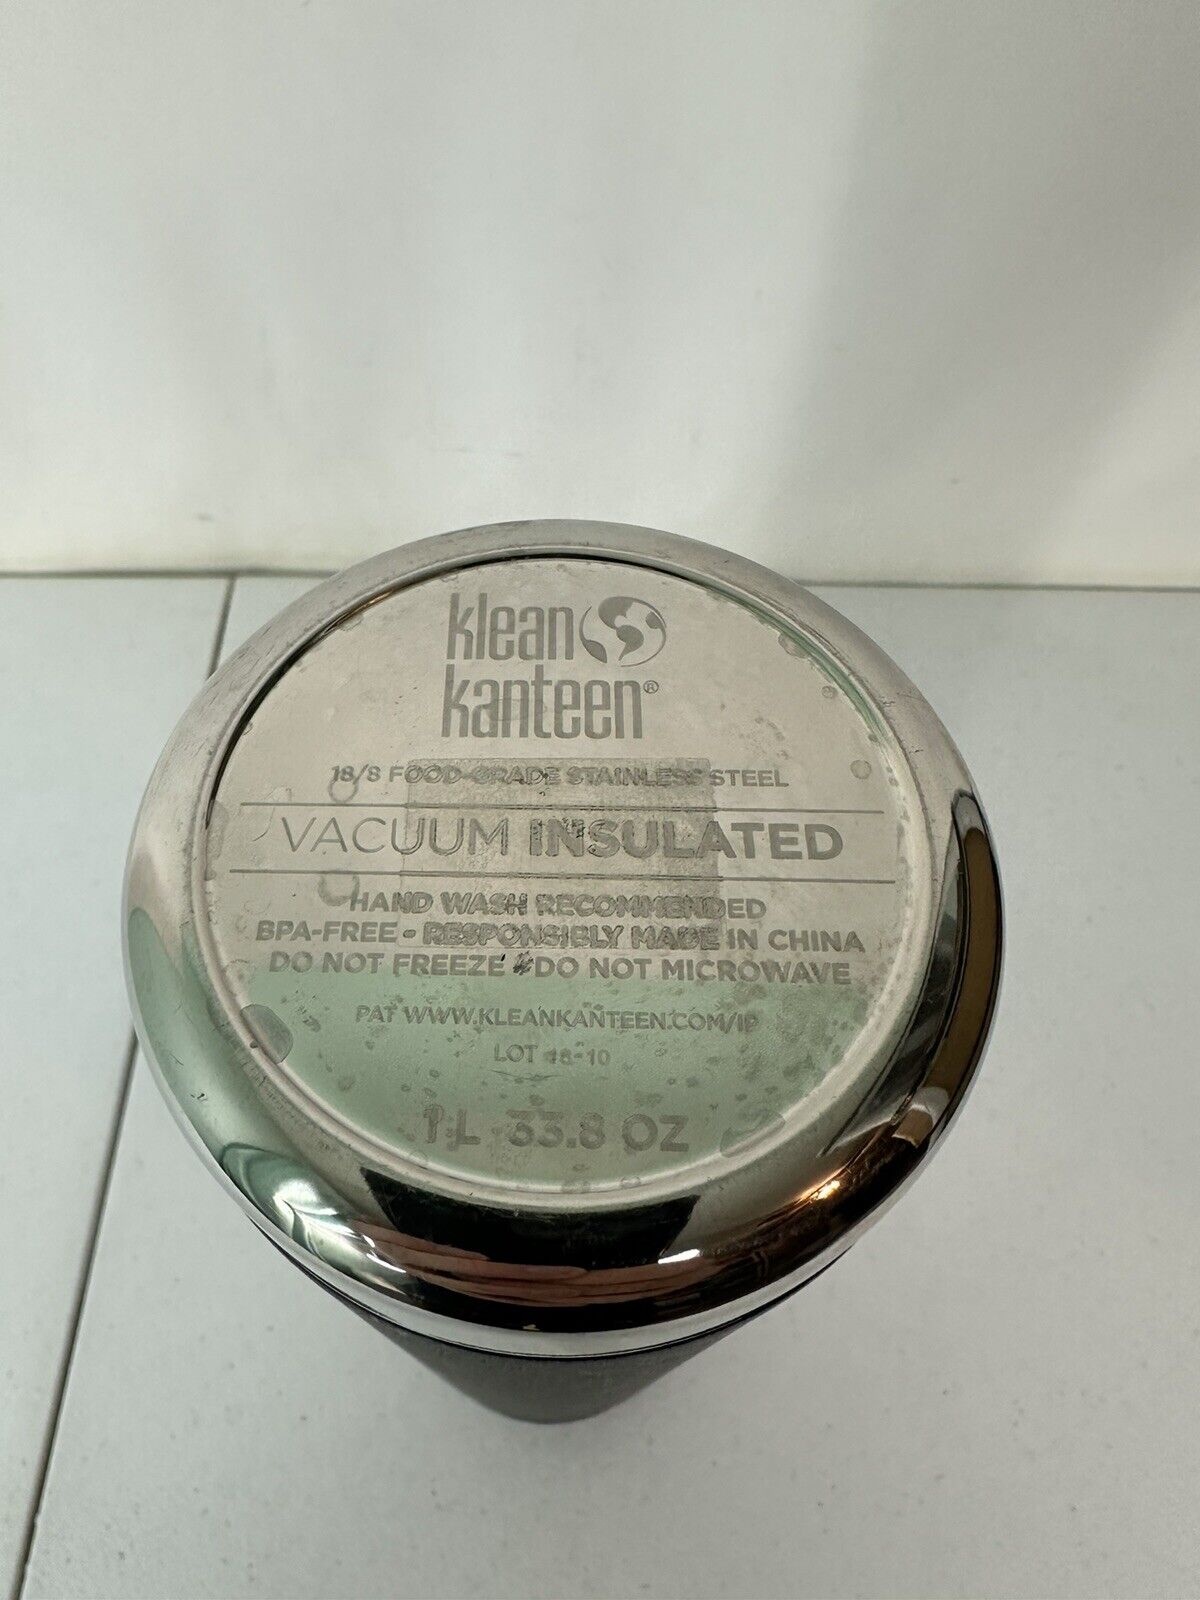 klean
kanteen®
18/8 FOOD-GRADE STAINLESS STEEL
VACUUM INSULATED
HAND WASH RECOMMENDED
BPA-FREE - RESPONSIBLY MADE IN CHINA
DO NOT FREEZE • DO NOT MICROWAVE
PAT WWW.KLEANKANTEEN.COM/IP
LOT 18-10
1 L 33.8 OZ